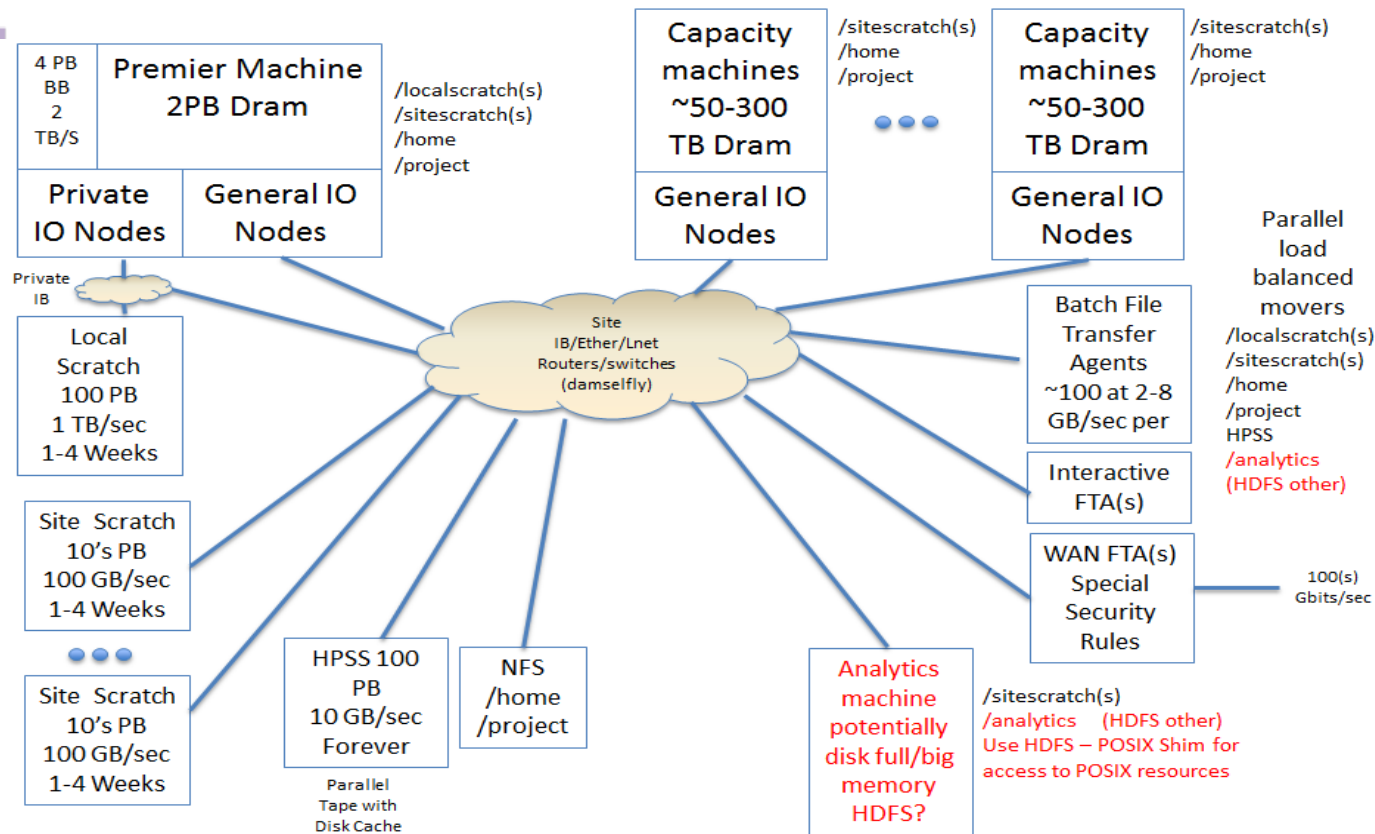 4 PB
BB
2
TB/S
Premier Machine
2PB Dram
/localscratch(s)
/sitescratch(s)
/home
/project
Private
IO Nodes
General IO
Nodes
Capacity
machines
~50-300
TB Dram
General IO
Nodes
/sitescratch(s)
/home
/project
Capacity
machines
~50-300
TB Dram
General IO
Nodes
/sitescratch(s)
/home
/project
Private
IB
Local
Scratch
100 PB
1 TB/sec
1-4 Weeks
Site
IB/Ether/Lnet
Routers/switches
(damselfly)
Batch File
Transfer
Agents
~100 at 2-8
GB/sec per
Parallel
load
balanced
movers
/localscratch(s)
/sitescratch(s)
/home
/project
HPSS
/analytics
(HDFS other)
Interactive
FTA(s)
WAN FTA(s)
Special
Security
Rules
100(s)
Gbits/sec
Site Scratch
10's PB
100 GB/sec
1-4 Weeks
Site Scratch
10's PB
100 GB/sec
1-4 Weeks
HPSS 100
PB
10 GB/sec
Forever
Parallel
Tape with
Disk Cache
NFS
/home
/project
Analytics
machine
potentially
disk full/big
memory
HDFS?
/sitescratch(s)
/analytics (HDFS other)
Use HDFS – POSIX Shim for
access to POSIX resources